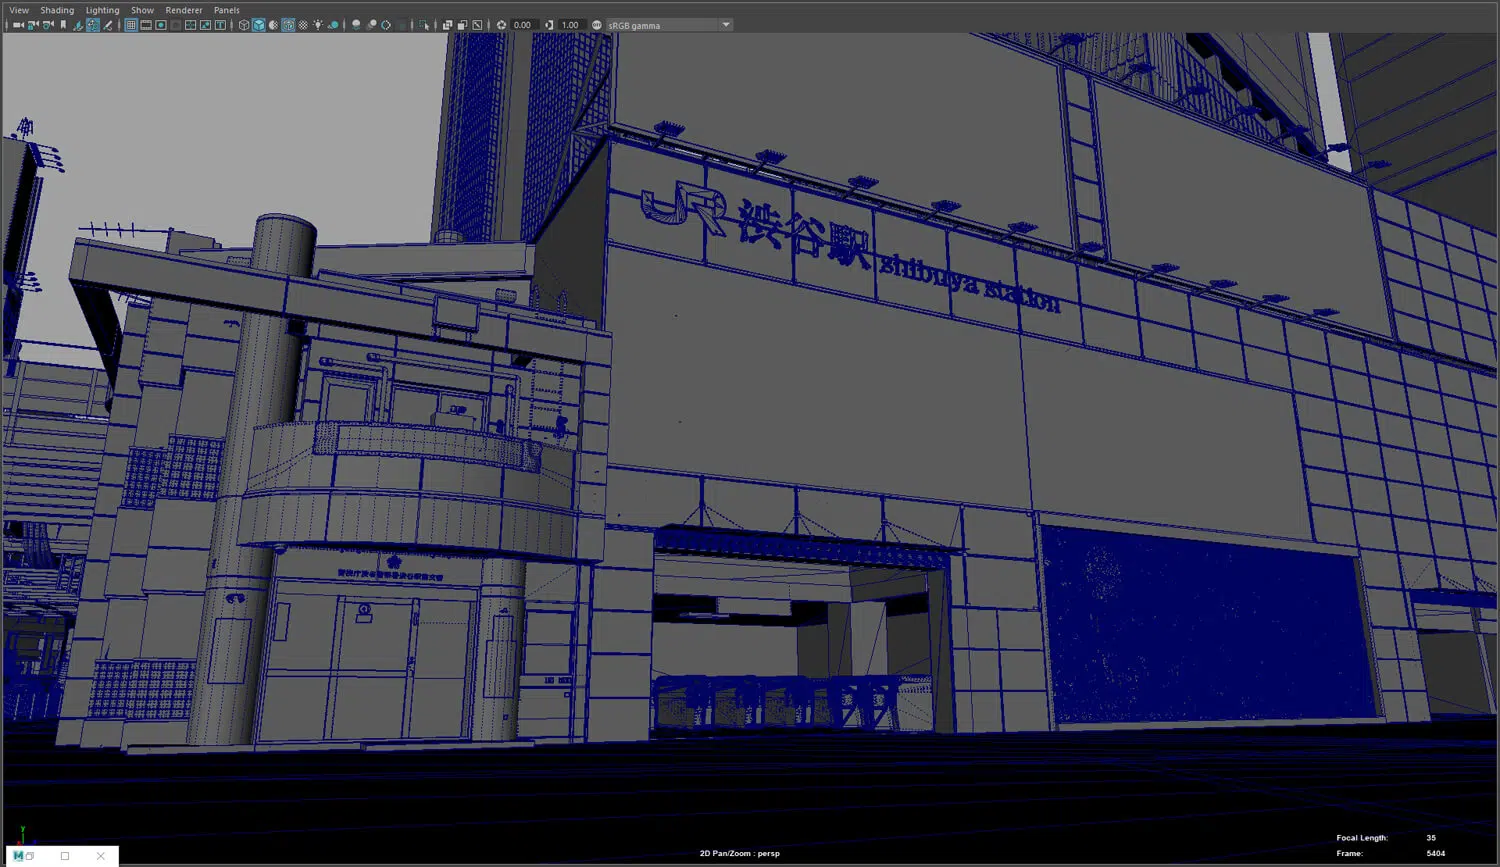 View Shading Lighting Show Renderer Panels
0.00 1.00 sRGB gamma
JR 渋谷駅 shibuya station
Focal Length: 35
2D Pan/Zoom : persp
Frame: 5404